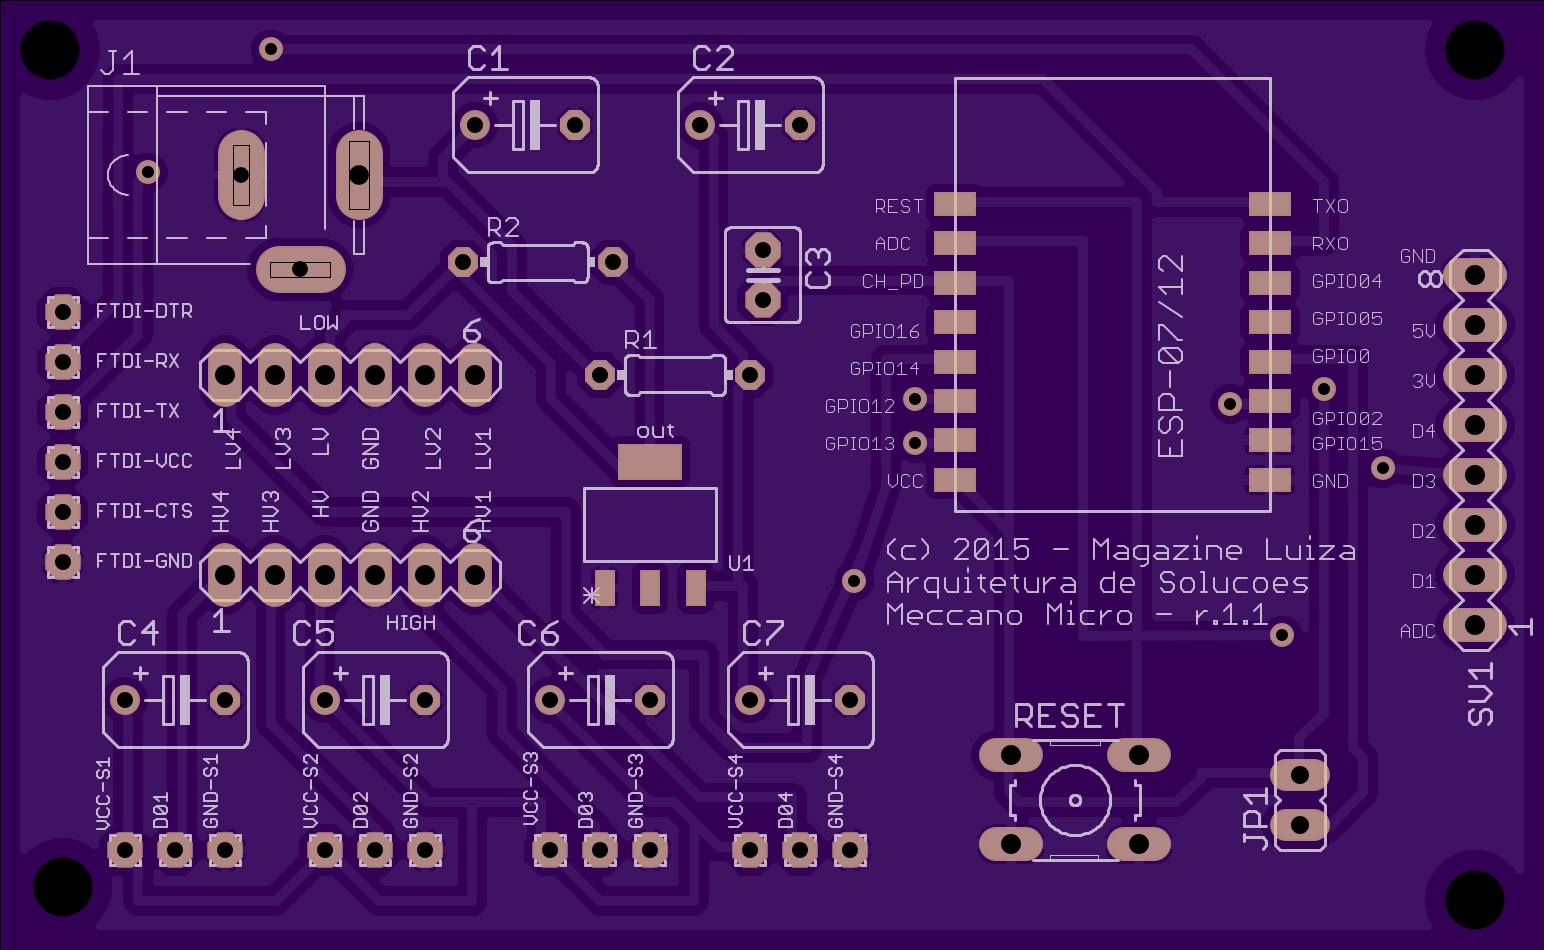 J1
C1
C2
REST
ADC
CH_PD
GPIO16
GPIO14
GPIO12
GPIO13
VCC
ESP-07/12
TXO
RXO
GPIO04
GPIO05
GPIO0
GPIO02
GPIO15
GND
R2
C3
R1
LOW
6
1
FTDI-DTR
FTDI-RX
FTDI-TX
FTDI-VCC
FTDI-CTS
FTDI-GND
LV4
LV3
LV
GND
LV2
LV1
HV4
HV3
HV
GND
HV2
HV1
6
1
HIGH
out
U1
*
GND
8
5V
3V
D4
D3
D2
D1
ADC
1
SV1
(c) 2015 - Magazine Luiza
Arquitetura de Solucoes
Meccano Micro - r.1.1
C4
C5
C6
C7
+
+
+
+
+
+
VCC-S1
D01
GND-S1
VCC-S2
D02
GND-S2
VCC-S3
D03
GND-S3
VCC-S4
D04
GND-S4
RESET
JP1